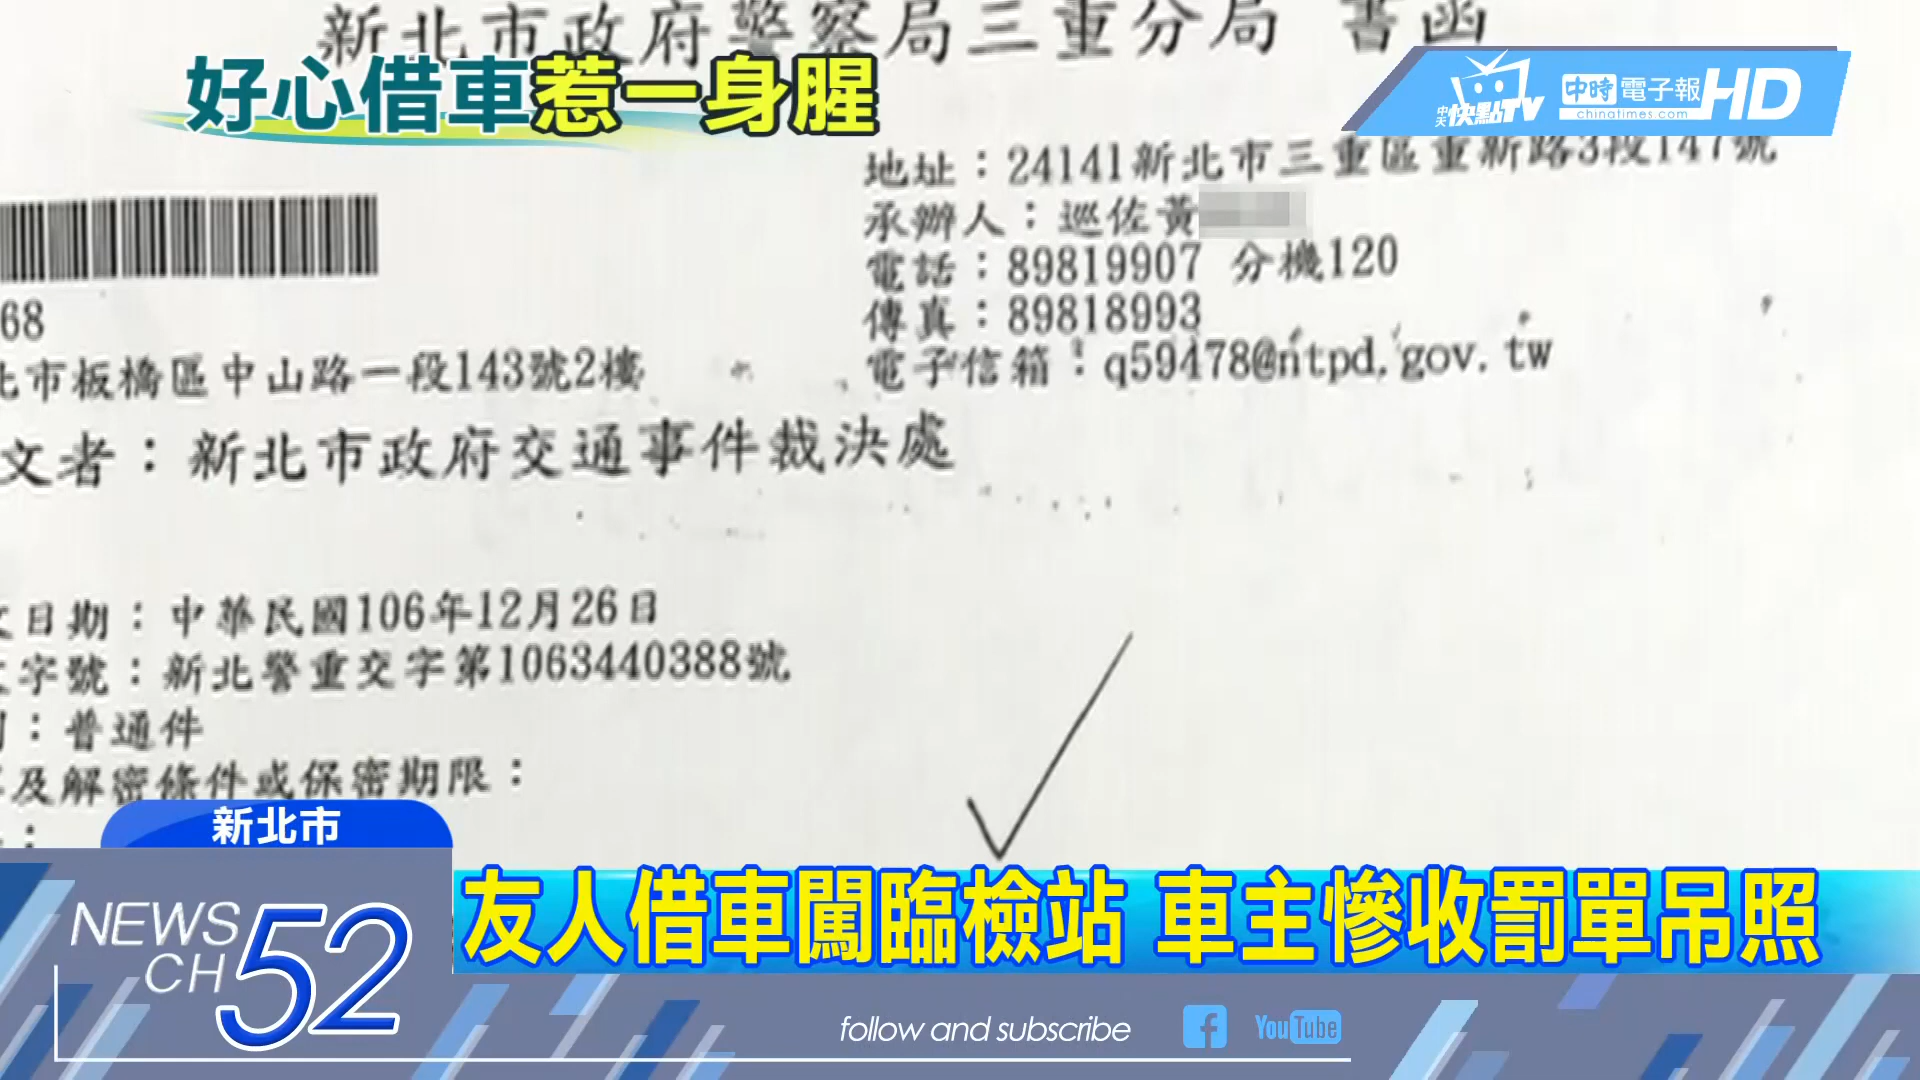 新北市政府警察局三重分局 書函
好心借車惹一身腥
中天快點TV 中時電子報 HD
chinatimes.com
地址：24141新北市三重區重新路3段147號
承辦人：巡佐黃
電話：89819907 分機120
傳真：89818993
電子信箱：q59478@ntpd.gov.tw
68
北市板橋區中山路一段143號2樓
文者：新北市政府交通事件裁決處
文日期：中華民國106年12月26日
文字號：新北警重交字第1063440388號
：普通件
及解密條件或保密期限：
新北市
友人借車闖臨檢站 車主慘收罰單吊照
NEWS
CH 52
follow and subscribe
YouTube